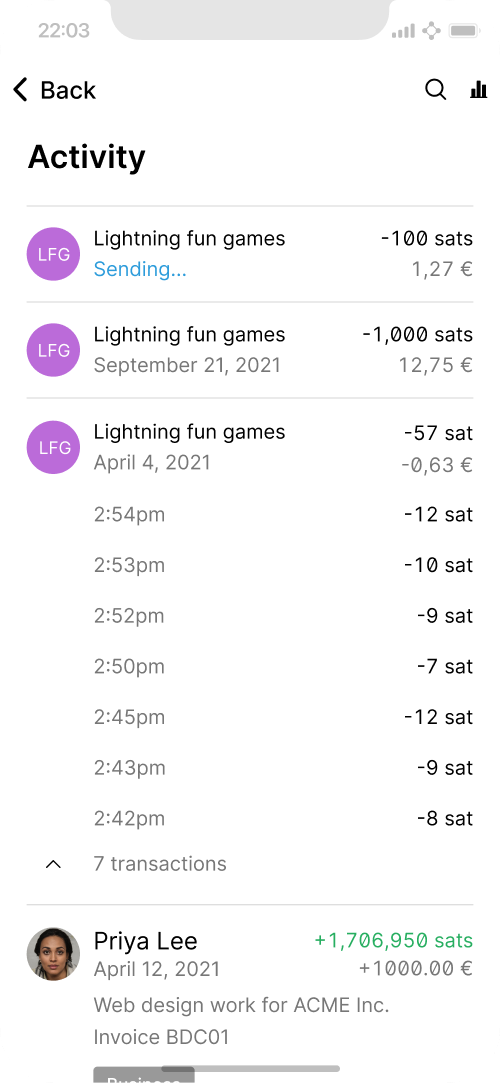 22:03
Back
Activity
LFG
Lightning fun games
-100 sats
Sending...
1,27 €
LFG
Lightning fun games
-1,000 sats
September 21, 2021
12,75 €
LFG
Lightning fun games
-57 sat
April 4, 2021
-0,63 €
2:54pm
-12 sat
2:53pm
-10 sat
2:52pm
-9 sat
2:50pm
-7 sat
2:45pm
-12 sat
2:43pm
-9 sat
2:42pm
-8 sat
7 transactions
Priya Lee
+1,706,950 sats
April 12, 2021
+1000.00 €
Web design work for ACME Inc.
Invoice BDC01
Business